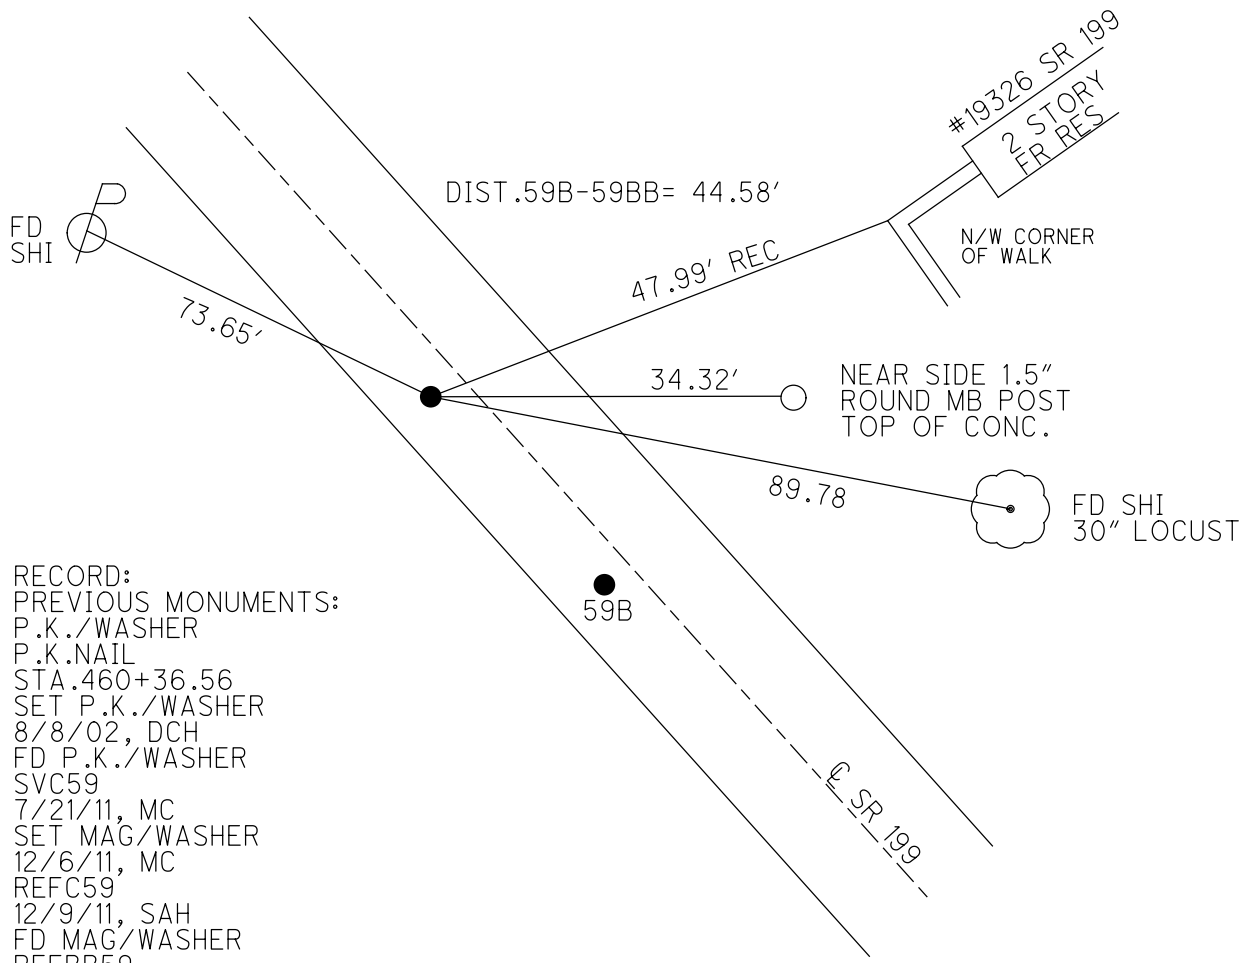 #19326 SR 199
2 STORY
FR RES
DIST.59B-59BB= 44.58'
FD
SHI
N/W CORNER
OF WALK
47.99' REC
73.65'
34.32'
NEAR SIDE 1.5"
ROUND MB POST
TOP OF CONC.
89.78
FD SHI
30" LOCUST
59B
℄ SR 199
RECORD:
PREVIOUS MONUMENTS:
P.K./WASHER
P.K.NAIL
STA.460+36.56
SET P.K./WASHER
8/8/02, DCH
FD P.K./WASHER
SVC59
7/21/11, MC
SET MAG/WASHER
12/6/11, MC
REFC59
12/9/11, SAH
FD MAG/WASHER